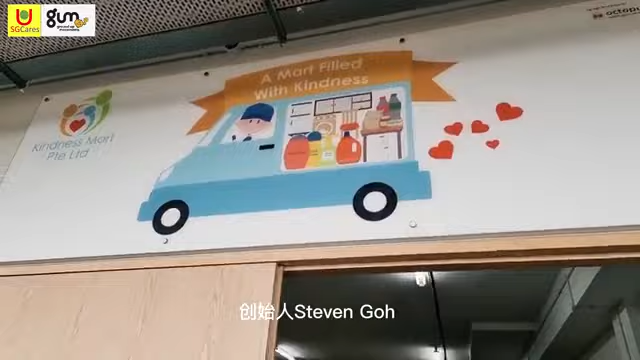 SGCares
gum
A Mart Filled
With Kindness
Kindness Mart
Pte Ltd
创始人Steven Goh